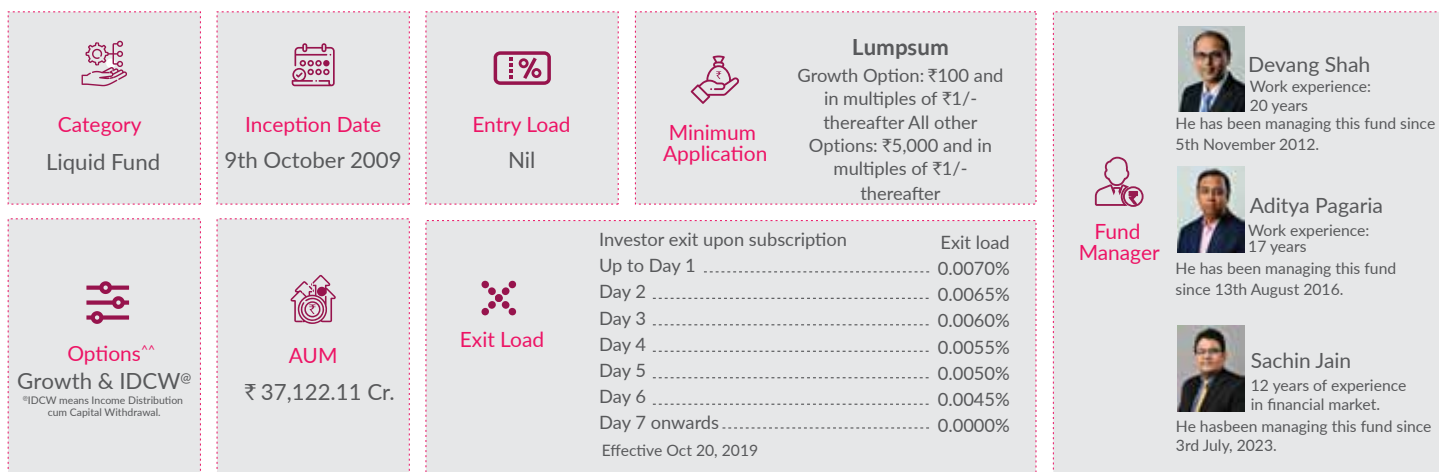 Category
Liquid Fund
Inception Date
9th October 2009
%
Entry Load
Nil
₹
Minimum
Application
Lumpsum
Growth Option: ₹100 and
in multiples of ₹1/-
thereafter All other
Options: ₹5,000 and in
multiples of ₹1/-
thereafter
Options^^
Growth & IDCW@
@IDCW means Income Distribution
cum Capital Withdrawal.
₹
AUM
₹ 37,122.11 Cr.
Exit Load
Investor exit upon subscription Exit load
Up to Day 1 ........................................ 0.0070%
Day 2 ................................................. 0.0065%
Day 3 ................................................. 0.0060%
Day 4 ................................................. 0.0055%
Day 5 ................................................. 0.0050%
Day 6 ................................................. 0.0045%
Day 7 onwards.................................... 0.0000%
Effective Oct 20, 2019
₹
Fund
Manager
Devang Shah
Work experience:
20 years
He has been managing this fund since
5th November 2012.
Aditya Pagaria
Work experience:
17 years
He has been managing this fund
since 13th August 2016.
Sachin Jain
12 years of experience
in financial market.
He hasbeen managing this fund since
3rd July, 2023.